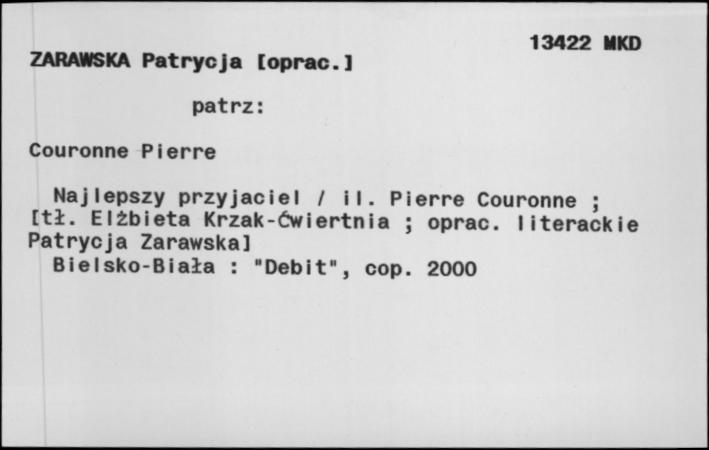 13422 MKD
ZARAWSKA Patrycja [oprac.]
patrz:
Couronne Pierre
Najlepszy przyjaciel / il. Pierre Couronne ;
[tł. Elżbieta Krzak-Ćwiertnia ; oprac. literackie
Patrycja Zarawska]
Bielsko-Biała : "Debit", cop. 2000